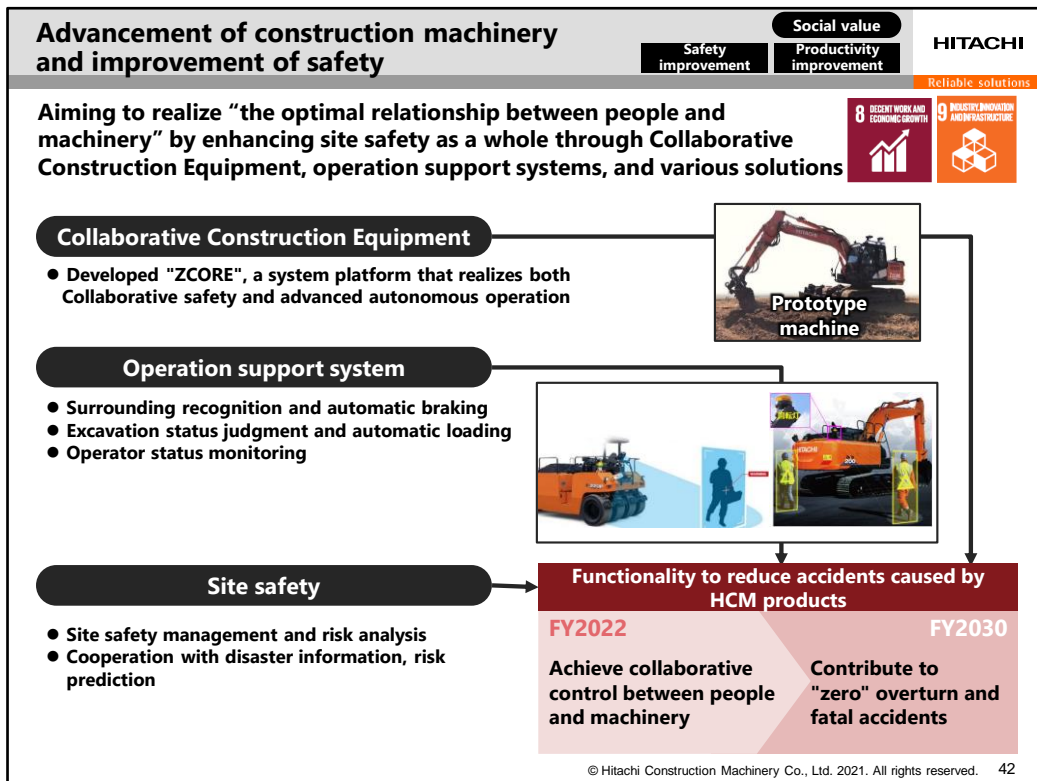 Advancement of construction machinery
and improvement of safety
Social value
Safety
improvement
Productivity
improvement
HITACHI
Reliable solutions
Aiming to realize “the optimal relationship between people and
machinery” by enhancing site safety as a whole through Collaborative
Construction Equipment, operation support systems, and various solutions
8 DECENT WORK AND
ECONOMIC GROWTH
9 INDUSTRY, INNOVATION
AND INFRASTRUCTURE
Collaborative Construction Equipment
● Developed "ZCORE", a system platform that realizes both
Collaborative safety and advanced autonomous operation
HITACHI
Prototype
machine
Operation support system
● Surrounding recognition and automatic braking
● Excavation status judgment and automatic loading
● Operator status monitoring
HITACHI
200
Site safety
● Site safety management and risk analysis
● Cooperation with disaster information, risk
prediction
Functionality to reduce accidents caused by
HCM products
FY2022
Achieve collaborative
control between people
and machinery
FY2030
Contribute to
"zero" overturn and
fatal accidents
© Hitachi Construction Machinery Co., Ltd. 2021. All rights reserved. 42